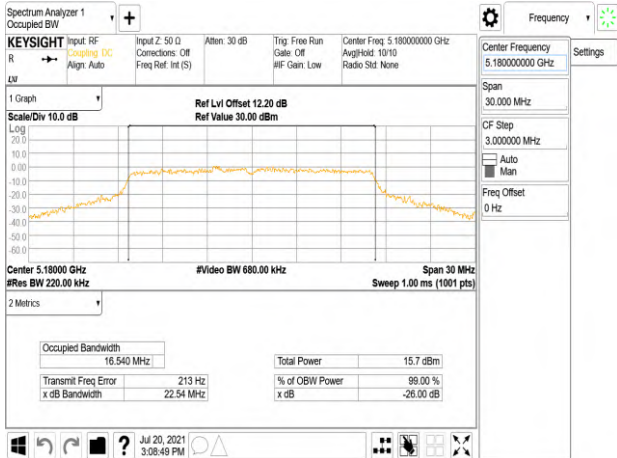 Spectrum Analyzer 1
Occupied BW
Frequency
KEYSIGHT
R
Input: RF
Coupling: DC
Align: Auto
Input Z: 50 Ω
Corrections: Off
Freq Ref: Int (S)
Atten: 30 dB
Trig: Free Run
Gate: Off
#IF Gain: Low
Center Freq: 5.180000000 GHz
Avg|Hold: 10/10
Radio Std: None
Center Frequency
5.180000000 GHz
Settings
Span
30.000 MHz
CF Step
3.000000 MHz
Auto
Man
Freq Offset
0 Hz
1 Graph
Scale/Div 10.0 dB
Ref Lvl Offset 12.20 dB
Ref Value 30.00 dBm
Log
20.0
10.0
0.00
-10.0
-20.0
-30.0
-40.0
-50.0
-60.0
Center 5.18000 GHz
#Video BW 680.00 kHz
Span 30 MHz
#Res BW 220.00 kHz
Sweep 1.00 ms (1001 pts)
2 Metrics
Occupied Bandwidth
16.540 MHz
Total Power 15.7 dBm
Transmit Freq Error 213 Hz
% of OBW Power 99.00 %
x dB Bandwidth 22.54 MHz
x dB -26.00 dB
?
Jul 20, 2021
3:08:49 PM